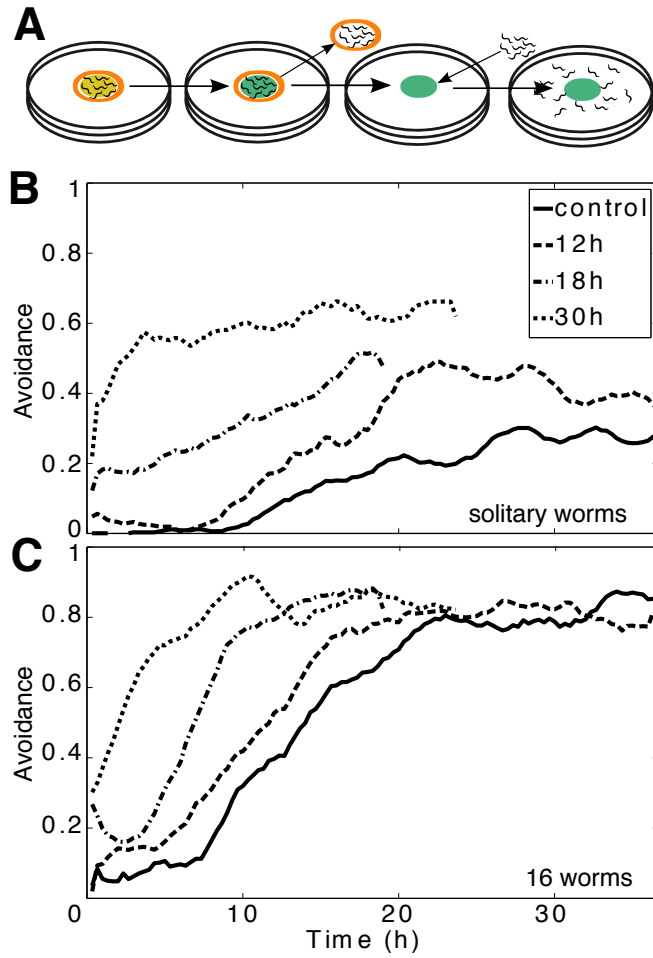 A
B
1
0.8
0.6
0.4
0.2
0
Avoidance
control
12h
18h
30h
solitary worms
C
1
0.8
0.6
0.4
0.2
Avoidance
16 worms
0 10 20 30
Time (h)